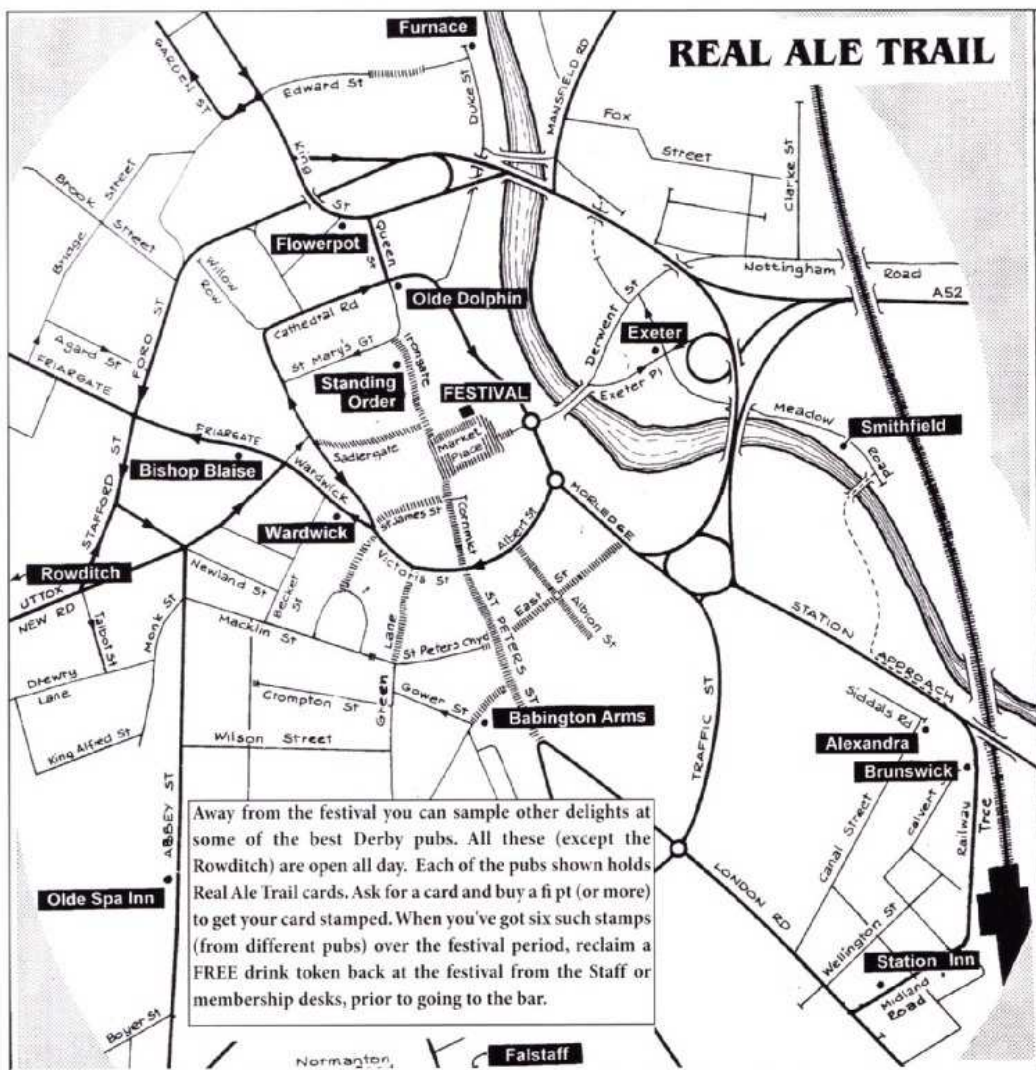 REAL ALE TRAIL
Furnace
GARDEN ST
Edward St
DUKE ST
MANSFIELD RD
Fox
Street
Clarke St
King
St
Brook
Street
Bridge
Street
Flowerpot
Queen
St
Willow
Row
Nottingham
Road
A52
Olde Dolphin
Cathedral Rd
Derwent St
Exeter
Exeter Pl
FORD ST
Agard St
FRIARGATE
St Mary's GT
Irongate
Standing
Order
FESTIVAL
Market
Place
Meadow
Road
Smithfield
FRIARGATE
Bishop Blaise
Sadlergate
WARDWICK
Wardwick
St James St
Cornmkt
Albert St
MORLEDGE
STAFFORD ST
Rowditch
UTTOX
NEW RD
Newland St
Becket
St
Victoria St
East St
Albion St
STATION
APPROACH
Talbot St
Monk St
Macklin St
Green
Lane
St Peters Chyd
ST PETERS ST
Drewry
Lane
Crompton St
Gower St
King Alfred St
Wilson Street
Babington Arms
TRAFFIC ST
Siddals Rd
Alexandra
Brunswick
ABBEY ST
Olde Spa Inn
Away from the festival you can sample other delights at
some of the best Derby pubs. All these (except the
Rowditch) are open all day. Each of the pubs shown holds
Real Ale Trail cards. Ask for a card and buy a fi pt (or more)
to get your card stamped. When you've got six such stamps
(from different pubs) over the festival period, reclaim a
FREE drink token back at the festival from the Staff or
membership desks, prior to going to the bar.
LONDON RD
Canal Street
Calvert
Railway
Trce
Wellington St
Station Inn
Midland
Road
Boyer St
Normanton
Falstaff